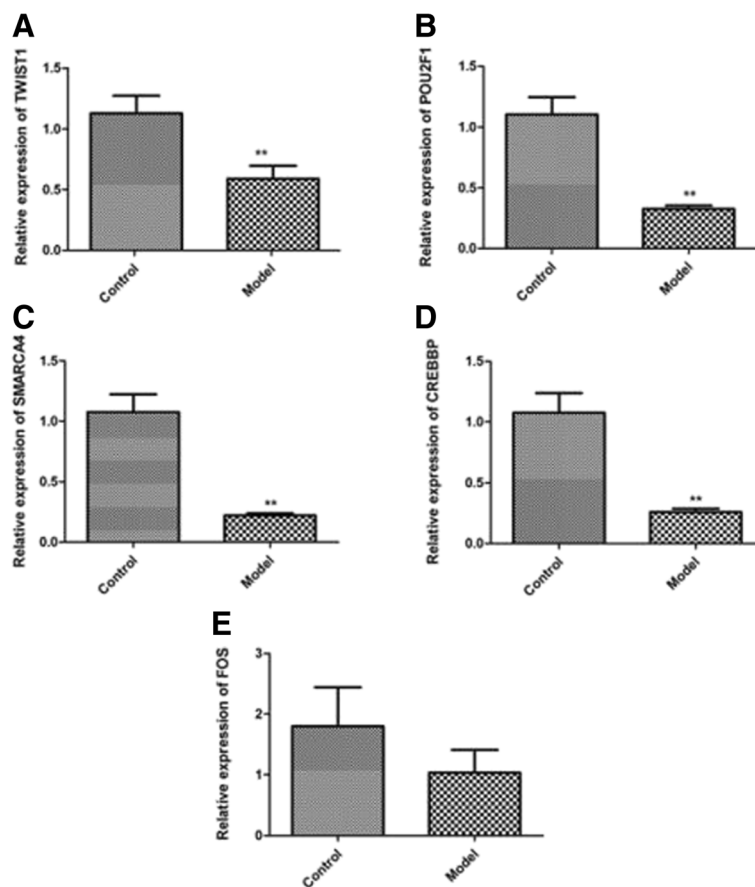 A
Relative expression of TWIST1
1.5
1.0
0.5
0.0
**
Control
Model
B
Relative expression of POU2F1
1.5
1.0
0.5
0.0
**
Control
Model
C
Relative expression of SMARCA4
1.5
1.0
0.5
0.0
**
Control
Model
D
Relative expression of CREBBP
1.5
1.0
0.5
0.0
**
Control
Model
E
Relative expression of FOS
3
2
1
0
Control
Model